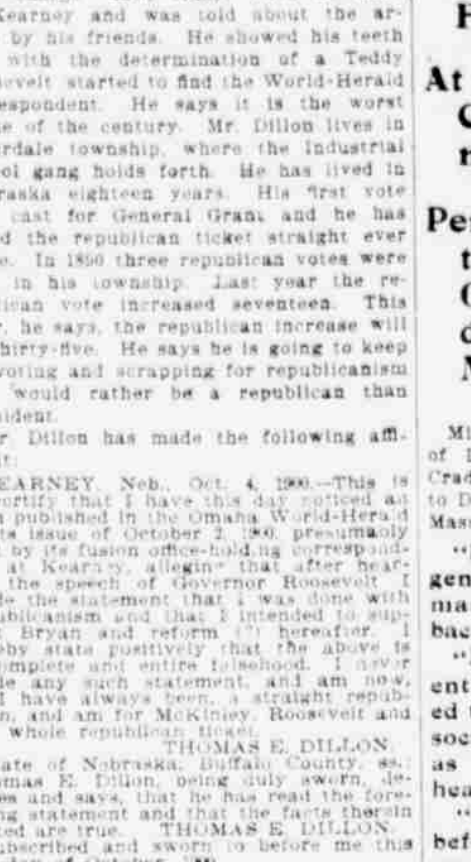 Kearney and was told about the ar-
by his friends. He showed his teeth
with the determination of a Teddy
sevelt started to find the World-Herald
espondent. He says it is the worst
e of the century. Mr. Dillon lives in
rdale township, where the Industrial
ol gang holds forth. He has lived in
raska eighteen years. His first vote
cast for General Grant and he has
d the republican ticket straight ever
e. In 1890 three republican votes were
in his township. Last year the re-
ican vote increased seventeen. This
, he says, the republican increase will
hirty-five. He says he is going to keep
voting and scrapping for republicanism
would rather be a republican than
sident.
r. Dillon has made the following affi-
it:
EARNEY, Neb., Oct. 4, 1900.—This is
certify that I have this day noticed an
published in the Omaha World-Herald
ts issue of October 2, 1900, presumably
by its fusion office-holding correspond-
at Kearney, alleging that after hear-
the speech of Governor Roosevelt I
de the statement that I was done with
publicanism and that I intended to sup-
t Bryan and reform (?) hereafter. I
eby state positively that the above is
omplete and entire falsehood. I never
de any such statement, and am now,
I have always been, a straight repub-
n, and am for McKinley, Roosevelt and
whole republican ticket.
THOMAS E. DILLON.
ate of Nebraska, Buffalo County, ss.:
omas E. Dillon, being duly sworn, de-
es and says, that he has read the fore-
ng statement and that the facts therein
ted are true. THOMAS E. DILLON.
ubscribed and sworn to before me this
day of October,
At
Pe
Mi
of
Crad
to
Mass
gen
ma
bac
ent
ed
soc
as
hea
bef